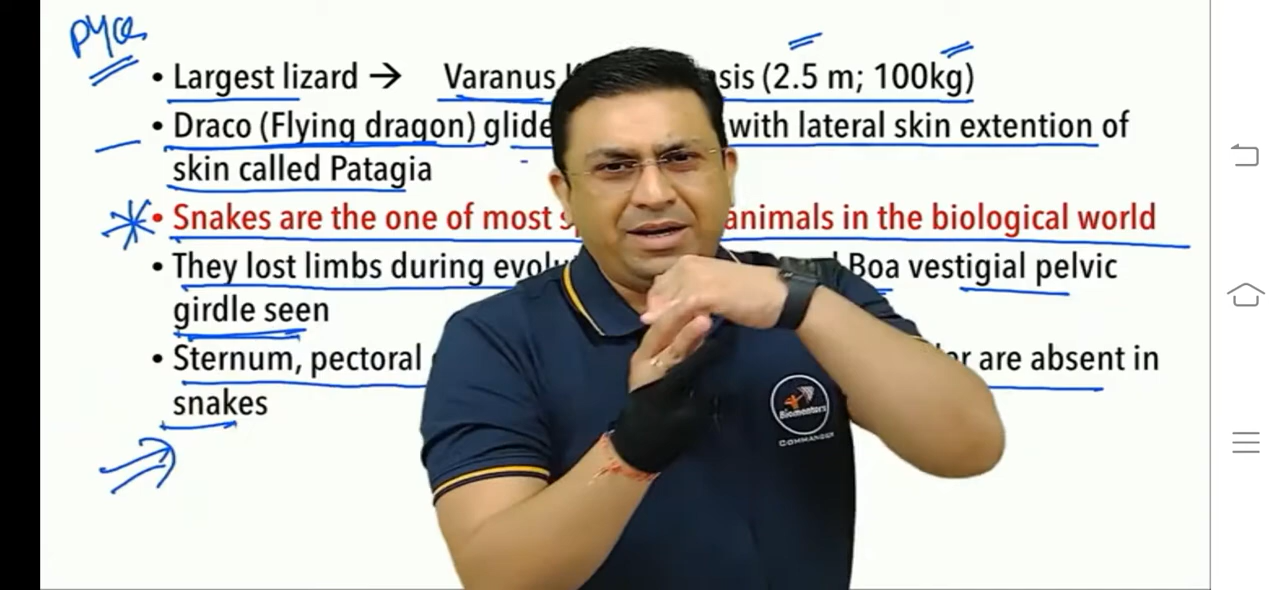 PYQs
• Largest lizard → Varanus sis (2.5 m; 100kg)
• Draco (Flying dragon) glide with lateral skin extention of
skin called Patagia
• Snakes are the one of most animals in the biological world
• They lost limbs during Boa vestigial pelvic
girdle seen
• Sternum, pectoral are absent in
snakes
Biomentors
COMMANDER